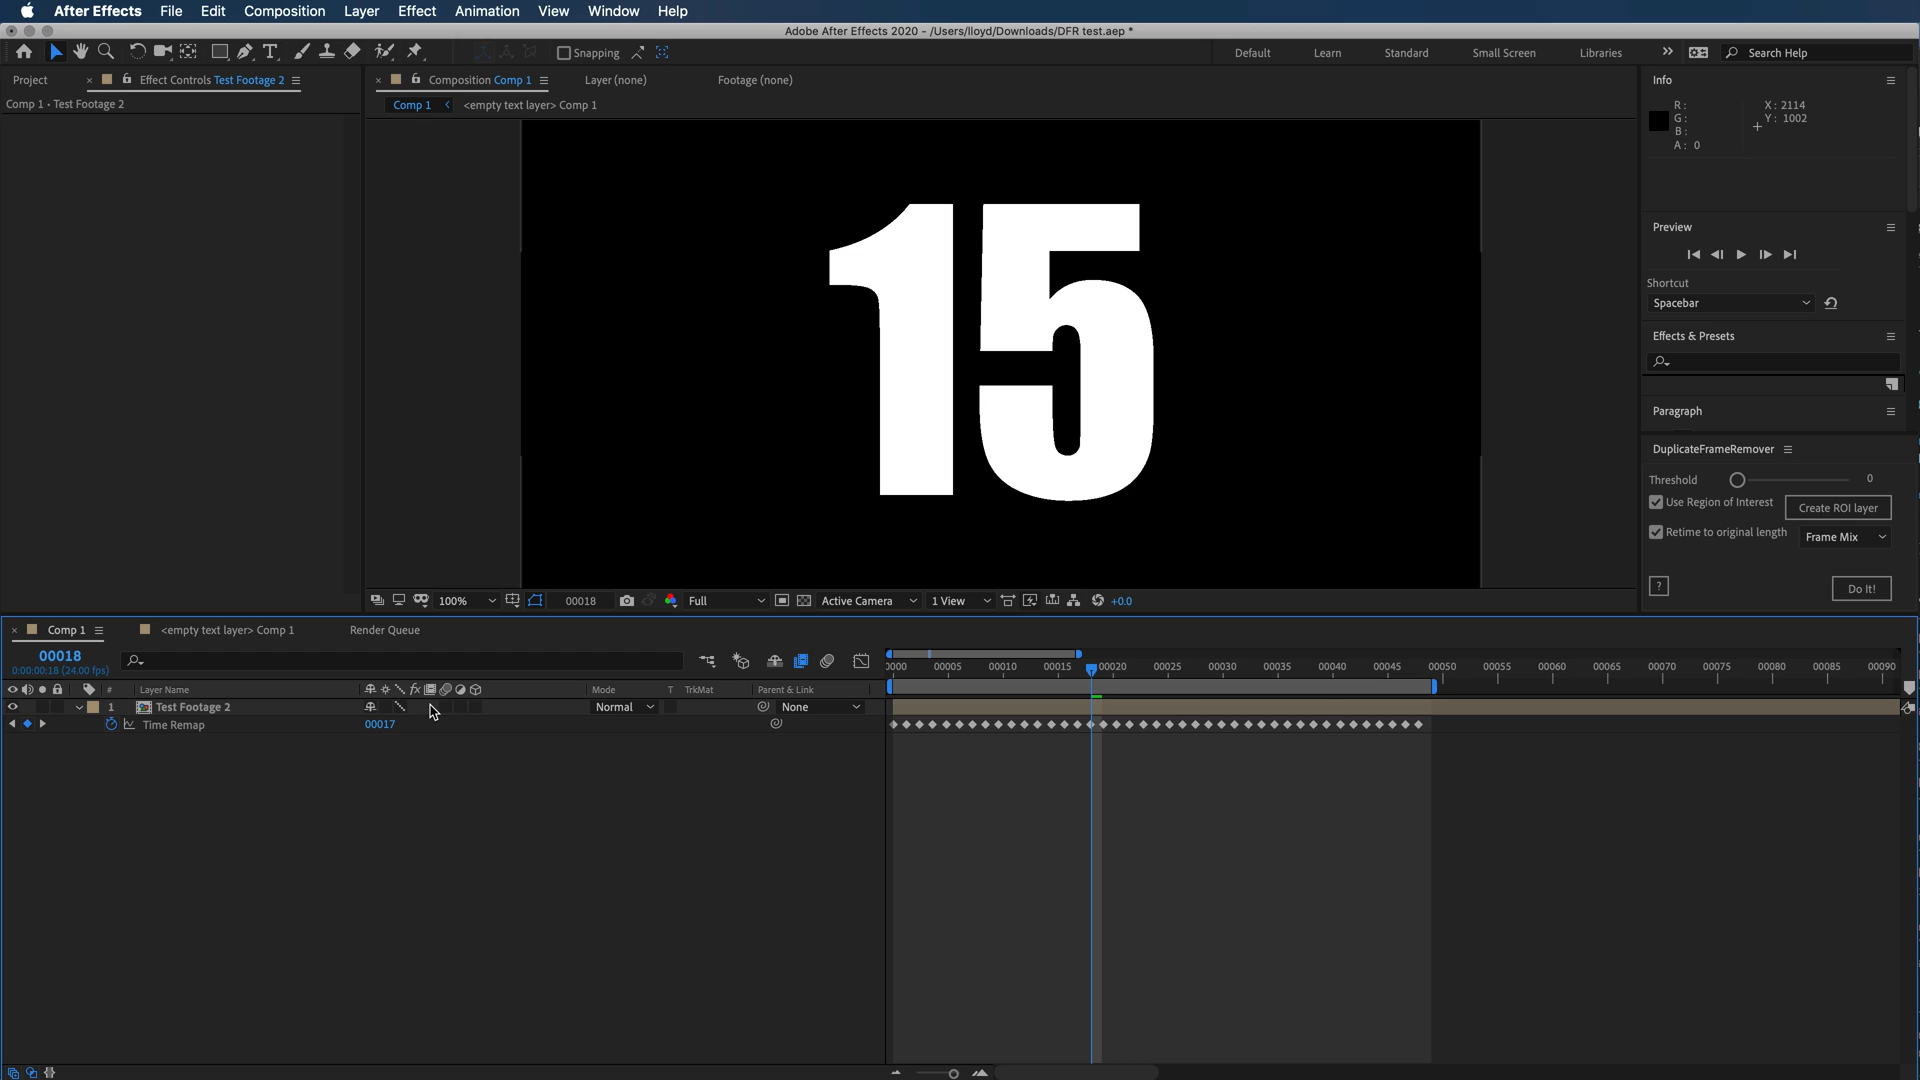 After Effects File Edit Composition Layer Effect Animation View Window Help
Adobe After Effects 2020 - /Users/lloyd/Downloads/DFR test.aep *
Snapping Default Learn Standard Small Screen Libraries Search Help
Project Effect Controls Test Footage 2 Composition Comp 1 Layer (none) Footage (none) Info
Comp 1 • Test Footage 2 Comp 1 <empty text layer> Comp 1
R: X: 2114
G: Y: 1002
B:
A: 0
15
Preview
Shortcut
Spacebar
Effects & Presets
Paragraph
DuplicateFrameRemover
Threshold 0
Use Region of Interest Create ROI layer
Retime to original length Frame Mix
? Do It!
100% 00018 Full Active Camera 1 View +0.0
Comp 1 <empty text layer> Comp 1 Render Queue
00018
0:00:00:18 (24.00 fps)
0000 00005 00010 00015 00020 00025 00030 00035 00040 00045 00050 00055 00060 00065 00070 00075 00080 00085 00090
# Layer Name fx Mode T TrkMat Parent & Link
1 Test Footage 2 Normal None
Time Remap 00017